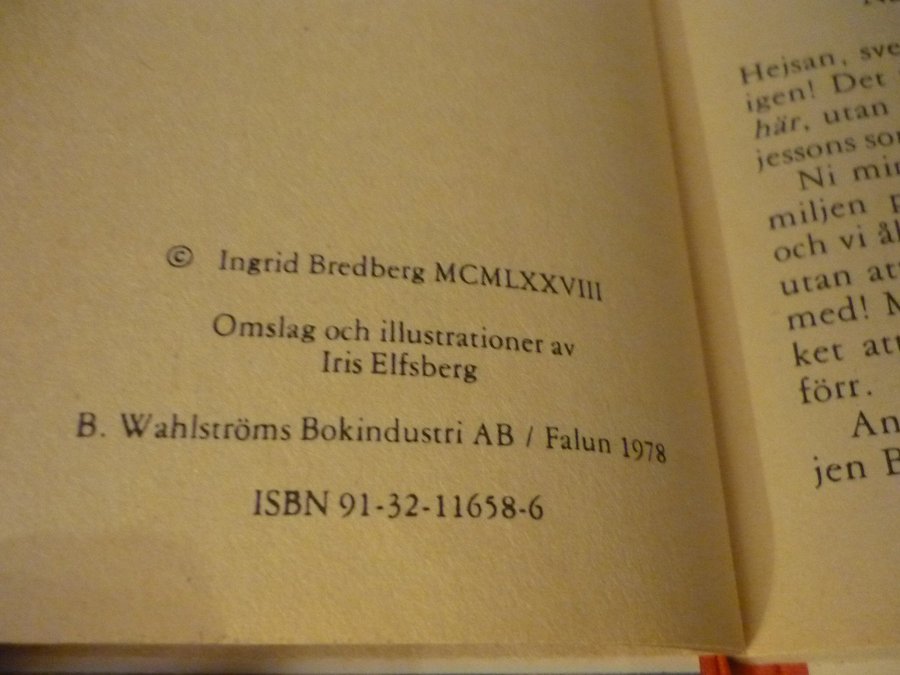 © Ingrid Bredberg MCMLXXVIII
Omslag och illustrationer av
Iris Elfsberg
B. Wahlströms Bokindustri AB / Falun 1978
ISBN 91-32-11658-6
Hejsan,
igen! Det
här, utan
jessons
Ni
miljen
och vi
utan
med!
ket
förr.
jen